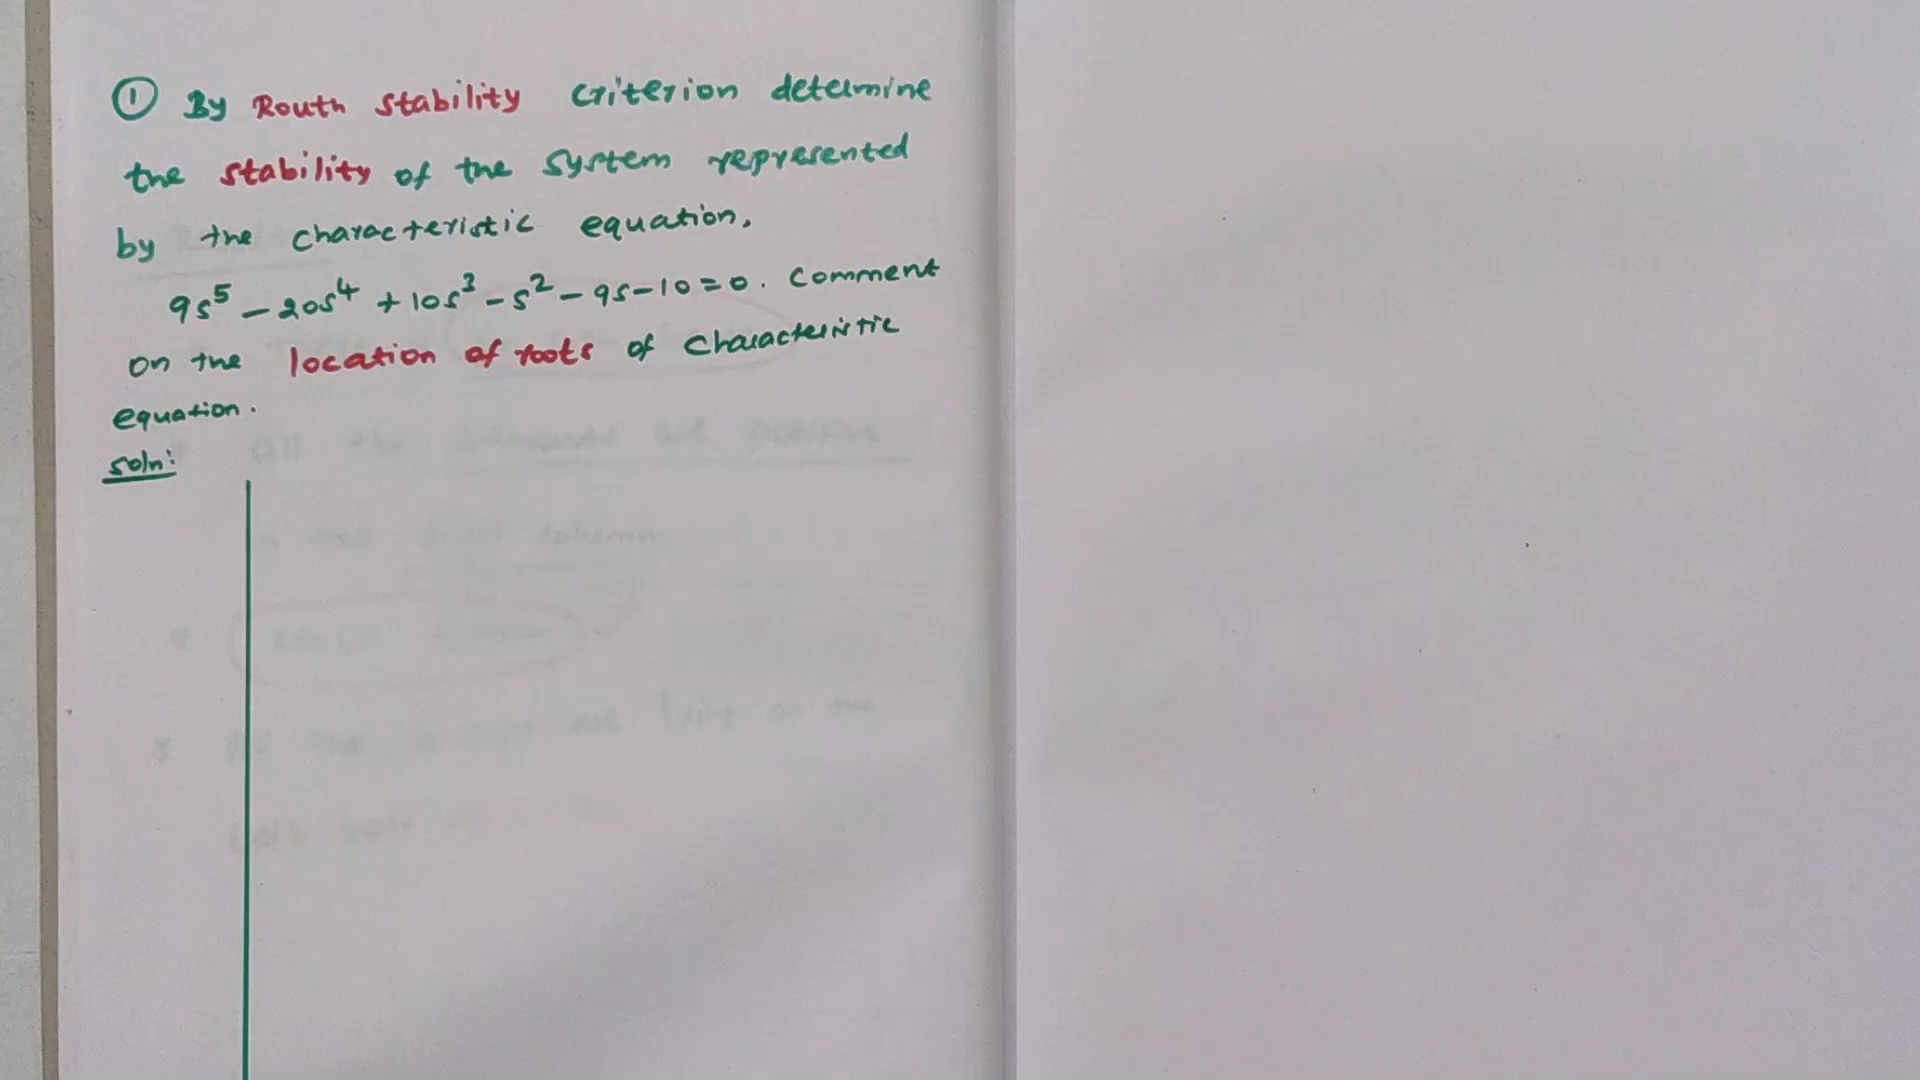 ① By Routh stability criterion determine
the stability of the system represented
by the characteristic equation,
9s⁵ - 20s⁴ + 10s³ - s² - 9s - 10 = 0. Comment
on the location of roots of characteristic
equation.
soln: